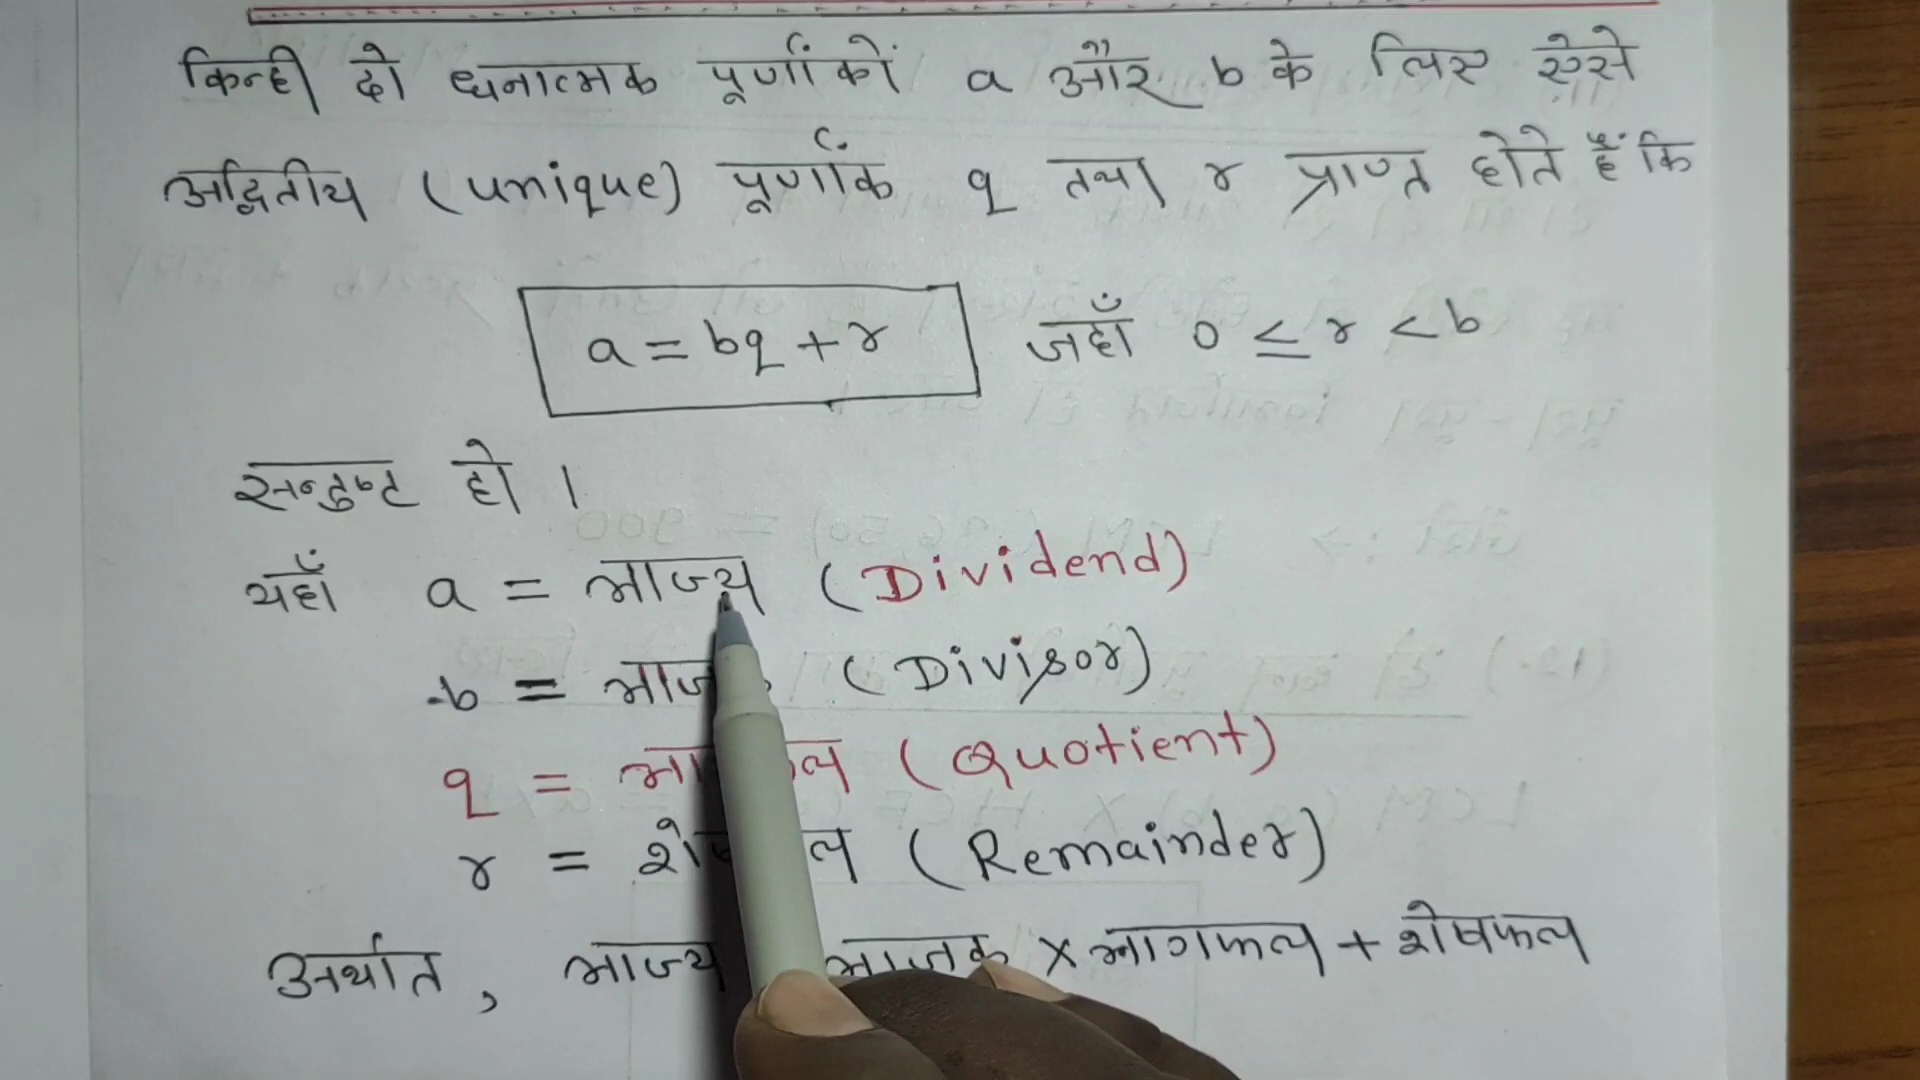 किन्ही दो धनात्मक पूर्णांकों a और b के लिए ऐसे
अद्वितीय (unique) पूर्णांक q तथा r प्राप्त होते हैं कि
a = bq + r जहाँ 0 ≤ r < b
सन्तुष्ट हो ।
यहाँ a = भाज्य (Dividend)
b = (Divisor)
q = (Quotient)
r = (Remainder)
अर्थात, भाज्य भाजक × भागफल + शेषफल